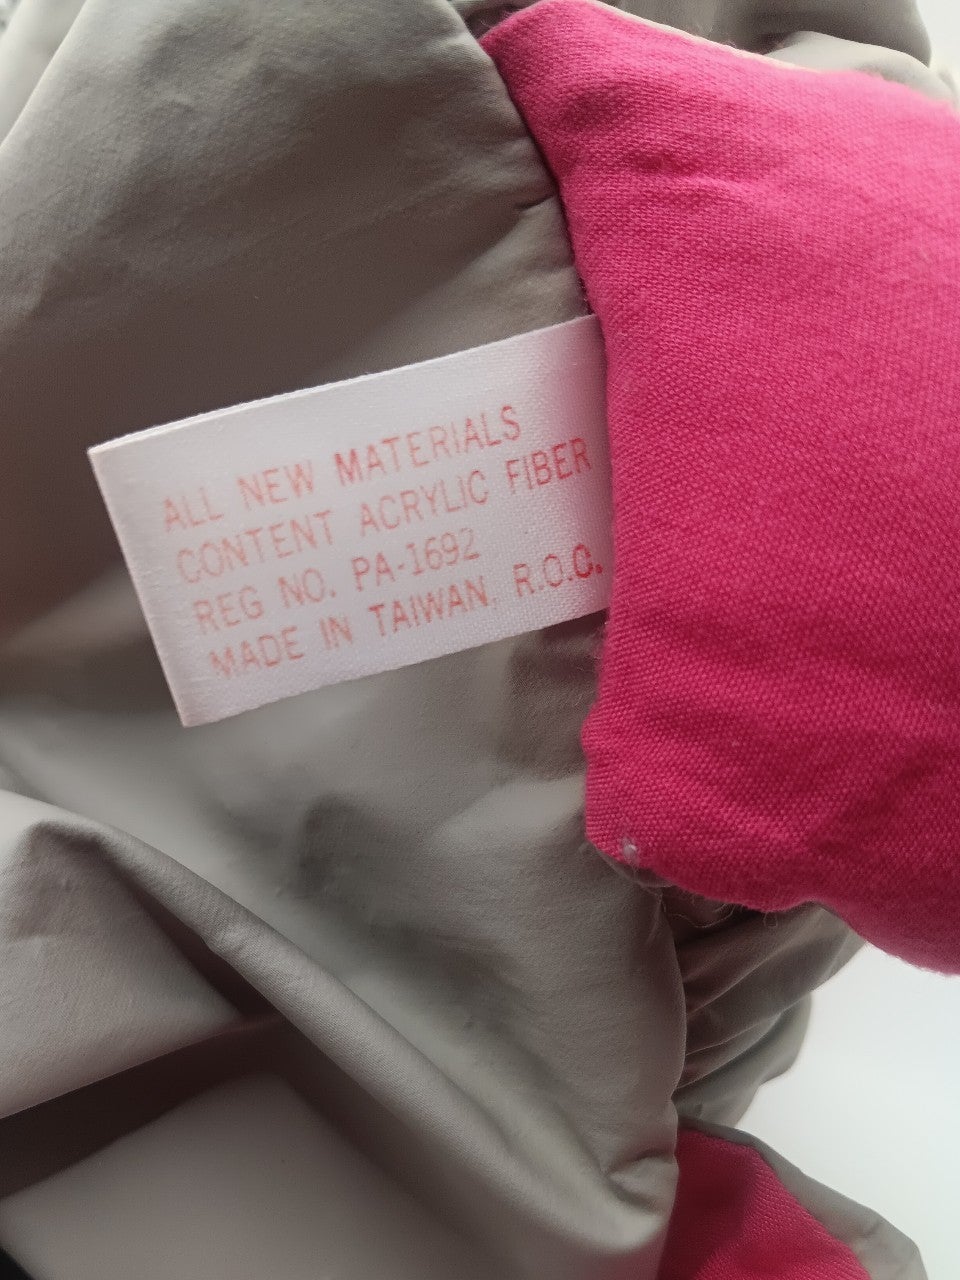 ALL NEW MATERIALS
CONTENT ACRYLIC FIBER
REG NO. PA-1692
MADE IN TAIWAN, R.O.C.